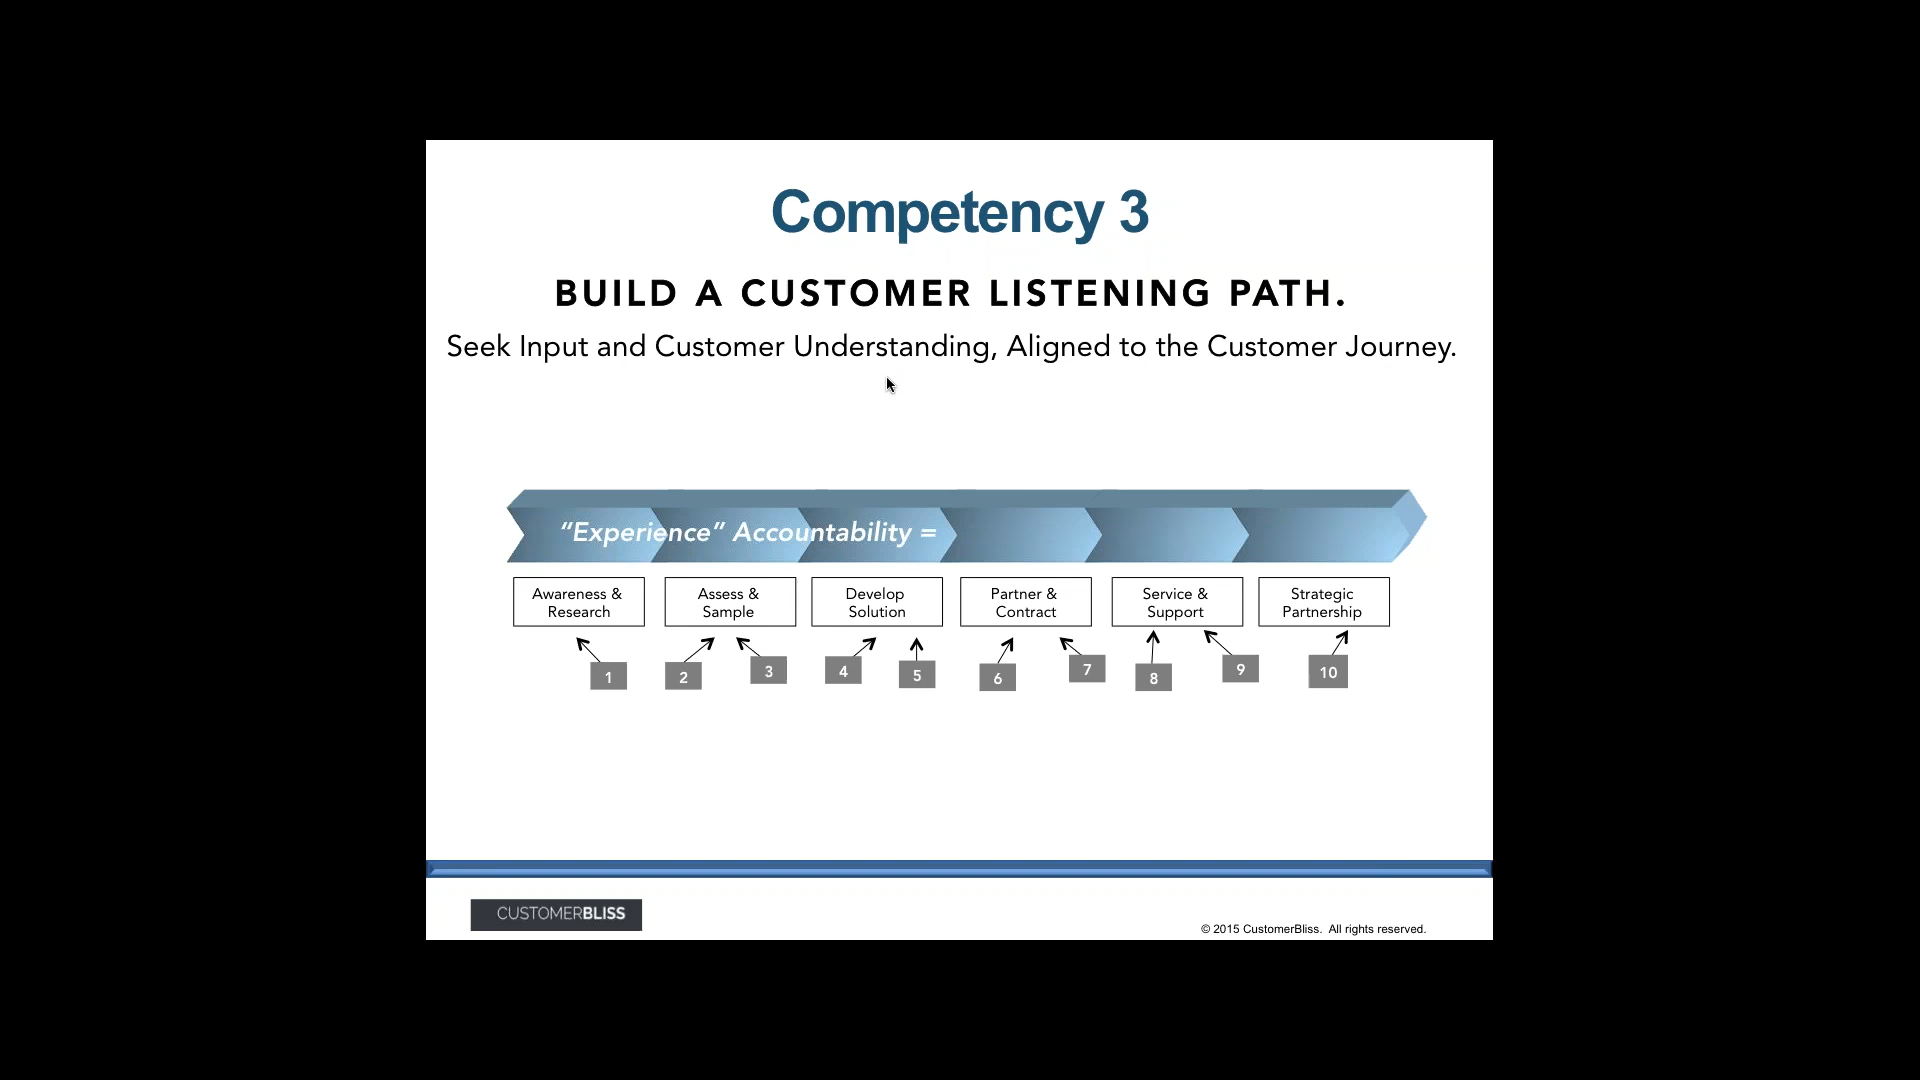 Competency 3
BUILD A CUSTOMER LISTENING PATH.
Seek Input and Customer Understanding, Aligned to the Customer Journey.
“Experience” Accountability =
Awareness &
Research
Assess &
Sample
Develop
Solution
Partner &
Contract
Service &
Support
Strategic
Partnership
1
2
3
4
5
6
7
8
9
10
CUSTOMERBLISS
© 2015 CustomerBliss. All rights reserved.